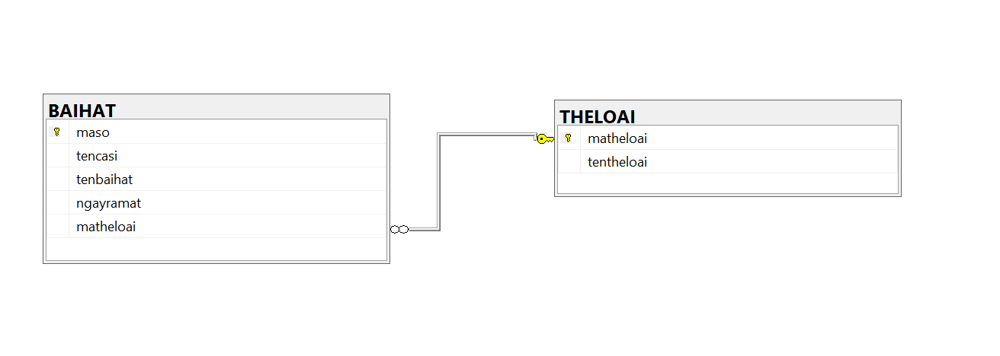 BAIHAT
maso
tencasi
tenbaihat
ngayramat
matheloai
THELOAI
matheloai
tentheloai